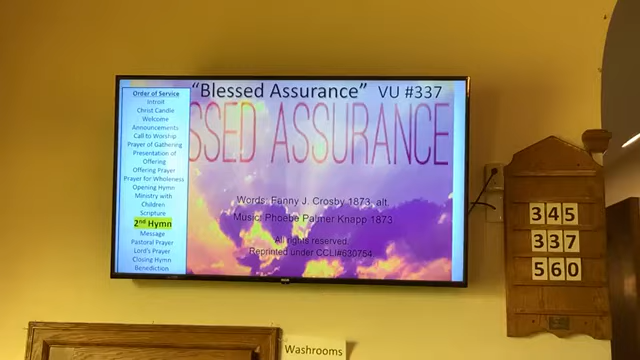 "Blessed Assurance" VU #337
Order of Service
Introit
Christ Candle
Welcome
Announcements
Call to Worship
Prayer of Gathering
Presentation of
Offering
Offering Prayer
Prayer for Wholeness
Opening Hymn
Ministry with
Children
Scripture
2nd Hymn
Message
Pastoral Prayer
Lord's Prayer
Closing Hymn
Benediction
SSED ASSURANCE
Words: Fanny J. Crosby 1873, alt.
Music: Phoebe Palmer Knapp 1873
All rights reserved.
Reprinted under CCLI#630754
345
337
560
Washrooms